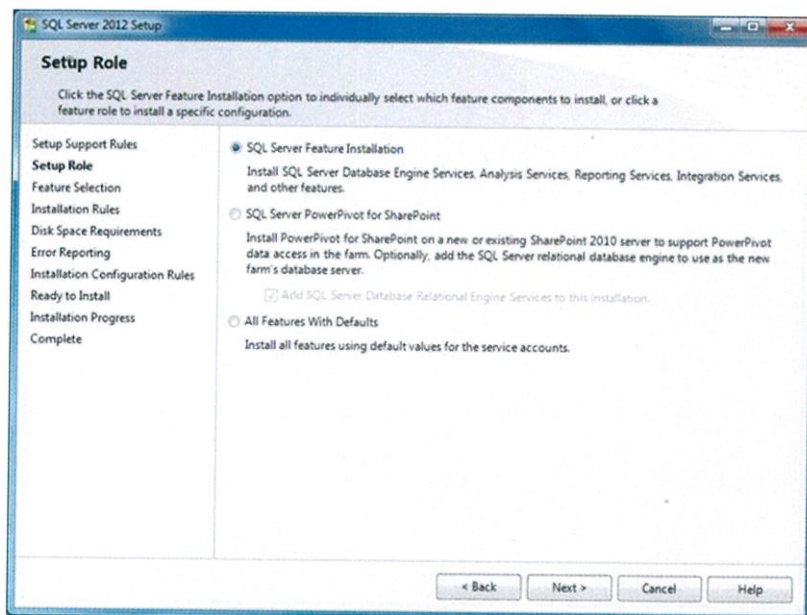 SQL Server 2012 Setup
Setup Role
Click the SQL Server Feature Installation option to individually select which feature components to install, or click a
feature role to install a specific configuration.
Setup Support Rules
Setup Role
Feature Selection
Installation Rules
Disk Space Requirements
Error Reporting
Installation Configuration Rules
Ready to Install
Installation Progress
Complete
SQL Server Feature Installation
Install SQL Server Database Engine Services, Analysis Services, Reporting Services, Integration Services,
and other features.
SQL Server PowerPivot for SharePoint
Install PowerPivot for SharePoint on a new or existing SharePoint 2010 server to support PowerPivot
data access in the farm. Optionally, add the SQL Server relational database engine to use as the new
farm's database server.
Add SQL Server Database Relational Engine Services to this installation.
All Features With Defaults
Install all features using default values for the service accounts.
< Back
Next >
Cancel
Help